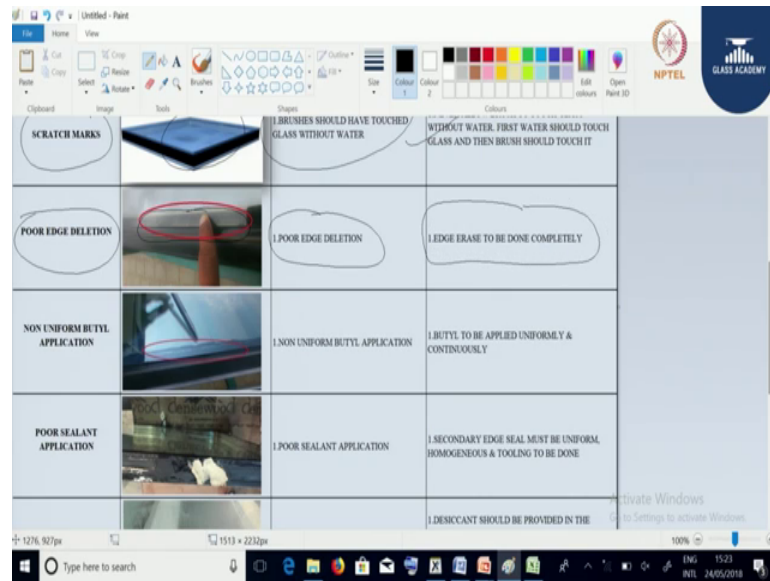 Untitled - Paint
File Home View
Paste
Cut
Copy
Select
Crop
Resize
Rotate
Brushes
Outline
Fill
Size
Colour
1
Colour
2
Edit
colours
Open
Paint 3D
Clipboard Image Tools Shapes Colours
NPTEL
GLASS ACADEMY
SCRATCH MARKS
1.BRUSHES SHOULD HAVE TOUCHED
GLASS WITHOUT WATER
WITHOUT WATER. FIRST WATER SHOULD TOUCH
GLASS AND THEN BRUSH SHOULD TOUCH IT
POOR EDGE DELETION
1.POOR EDGE DELETION
1.EDGE ERASE TO BE DONE COMPLETELY
NON UNIFORM BUTYL
APPLICATION
1.NON UNIFORM BUTYL APPLICATION
1.BUTYL TO BE APPLIED UNIFORMLY &
CONTINUOUSLY
POOR SEALANT
APPLICATION
1.POOR SEALANT APPLICATION
1.SECONDARY EDGE SEAL MUST BE UNIFORM,
HOMOGENEOUS & TOOLING TO BE DONE
1.DESICCANT SHOULD BE PROVIDED IN THE
Activate Windows
Go to Settings to activate Windows.
1276, 927px
1513 × 2232px
100%
Type here to search
ENG
INTL
15:23
24/05/2018